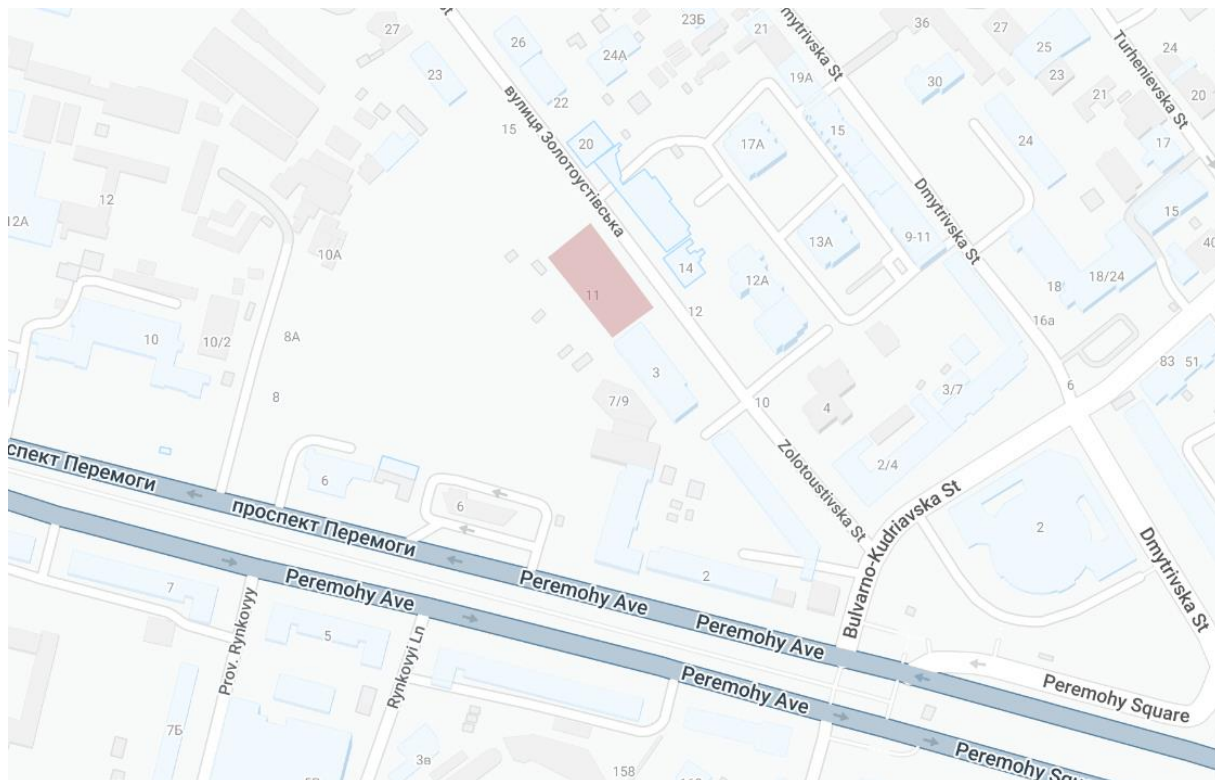 27
26
23Б
21
Dmytrivska St
36
27
25
24
Turhenievska St
24А
19А
23
22
30
23
21
20
вулиця Золотоустівська
15
20
17А
15
24
17
12
12А
10А
14
13А
9-11
Dmytrivska St
15
40
12А
18
18/24
11
12
16а
10
10/2
8А
3
83
51
8
7/9
10
4
3/7
6
спект Перемоги
6
6
Zolotoustivska St
2/4
Bulvarno-Kudriavska St
2
проспект Перемоги
Peremohy Ave
Peremohy Ave
2
Peremohy Ave
Dmytrivska St
7
5
Prov. Rynkovyy
Rynkovyi Ln
Peremohy Ave
Peremohy Square
7Б
3в
158
Peremohy